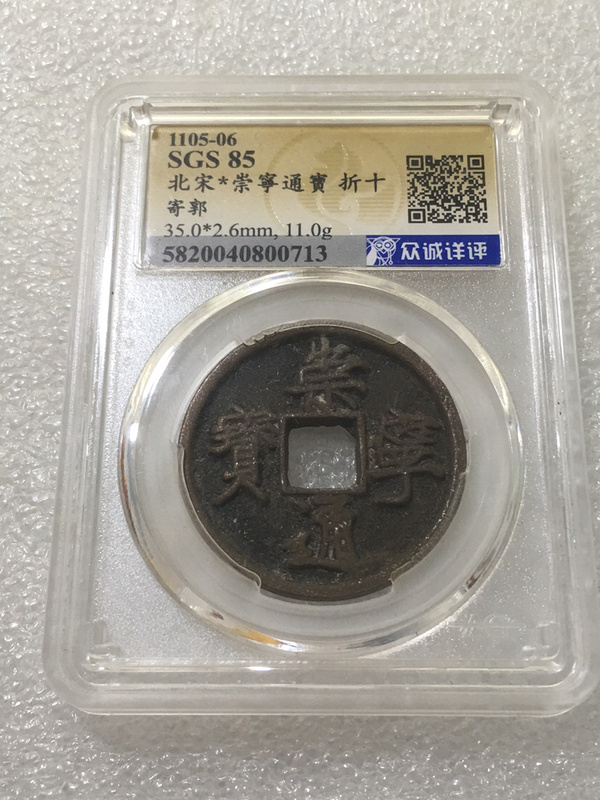 1105-06
SGS 85
北宋*崇寧通寶 折十
寄郭
35.0*2.6mm, 11.0g
5820040800713
众诚详评
崇寧通寶